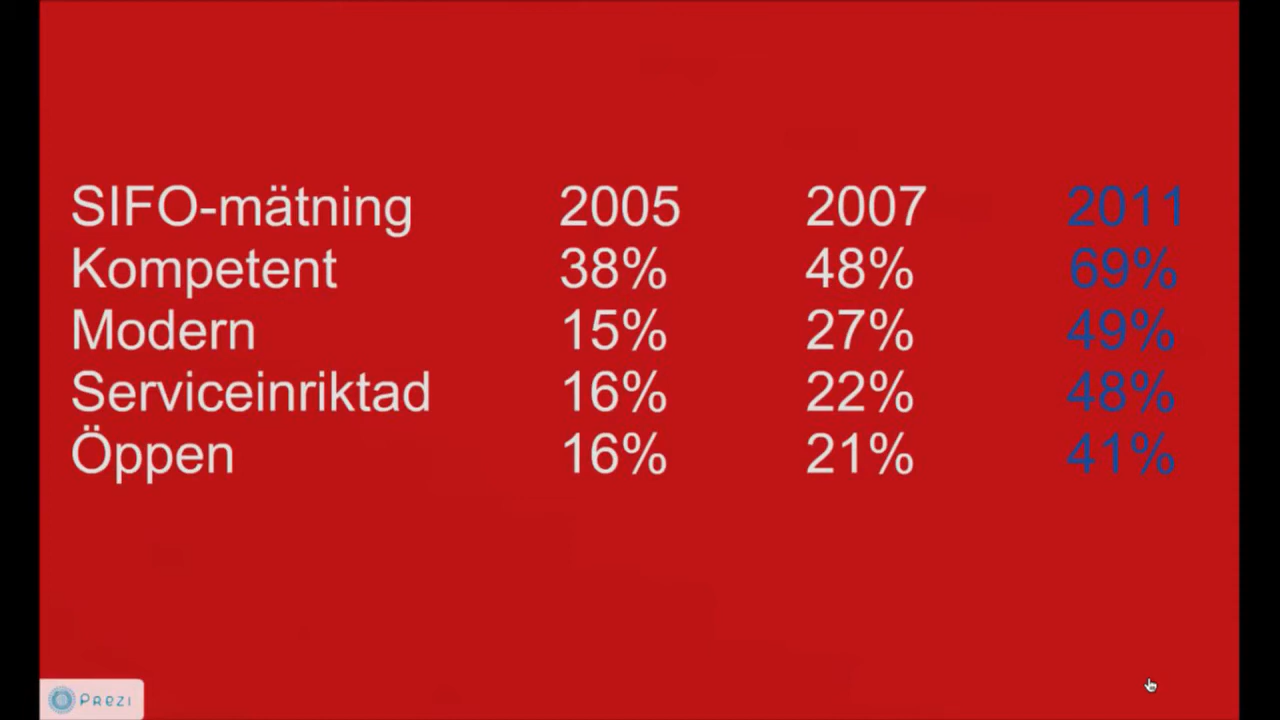 SIFO-mätning 2005 2007 2011
Kompetent 38% 48% 69%
Modern 15% 27% 49%
Serviceinriktad 16% 22% 48%
Öppen 16% 21% 41%
Prezi